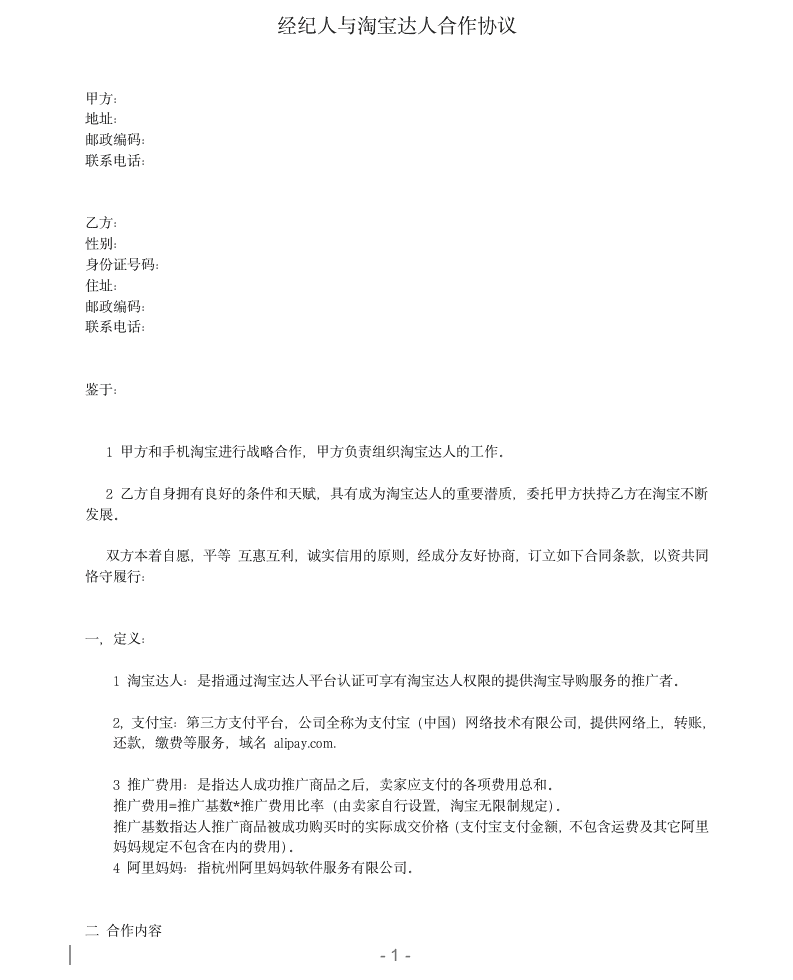 经纪人与淘宝达人合作协议
甲方:
地址:
邮政编码:
联系电话:
乙方:
性别:
身份证号码:
住址:
邮政编码:
联系电话:
鉴于:
1 甲方和手机淘宝进行战略合作, 甲方负责组织淘宝达人的工作.
2 乙方自身拥有良好的条件和天赋, 具有成为淘宝达人的重要潜质, 委托甲方扶持乙方在淘宝不断
发展.
双方本着自愿, 平等 互惠互利, 诚实信用的原则, 经成分友好协商, 订立如下合同条款, 以资共同
恪守履行:
一, 定义:
1 淘宝达人: 是指通过淘宝达人平台认证可享有淘宝达人权限的提供淘宝导购服务的推广者.
2, 支付宝: 第三方支付平台, 公司全称为支付宝 (中国) 网络技术有限公司, 提供网络上, 转账,
还款, 缴费等服务, 域名 alipay.com.
3 推广费用: 是指达人成功推广商品之后, 卖家应支付的各项费用总和.
推广费用=推广基数*推广费用比率 (由卖家自行设置, 淘宝无限制规定).
推广基数指达人推广商品被成功购买时的实际成交价格 (支付宝支付金额, 不包含运费及其它阿里
妈妈规定不包含在内的费用).
4 阿里妈妈: 指杭州阿里妈妈软件服务有限公司.
二 合作内容
- 1 -